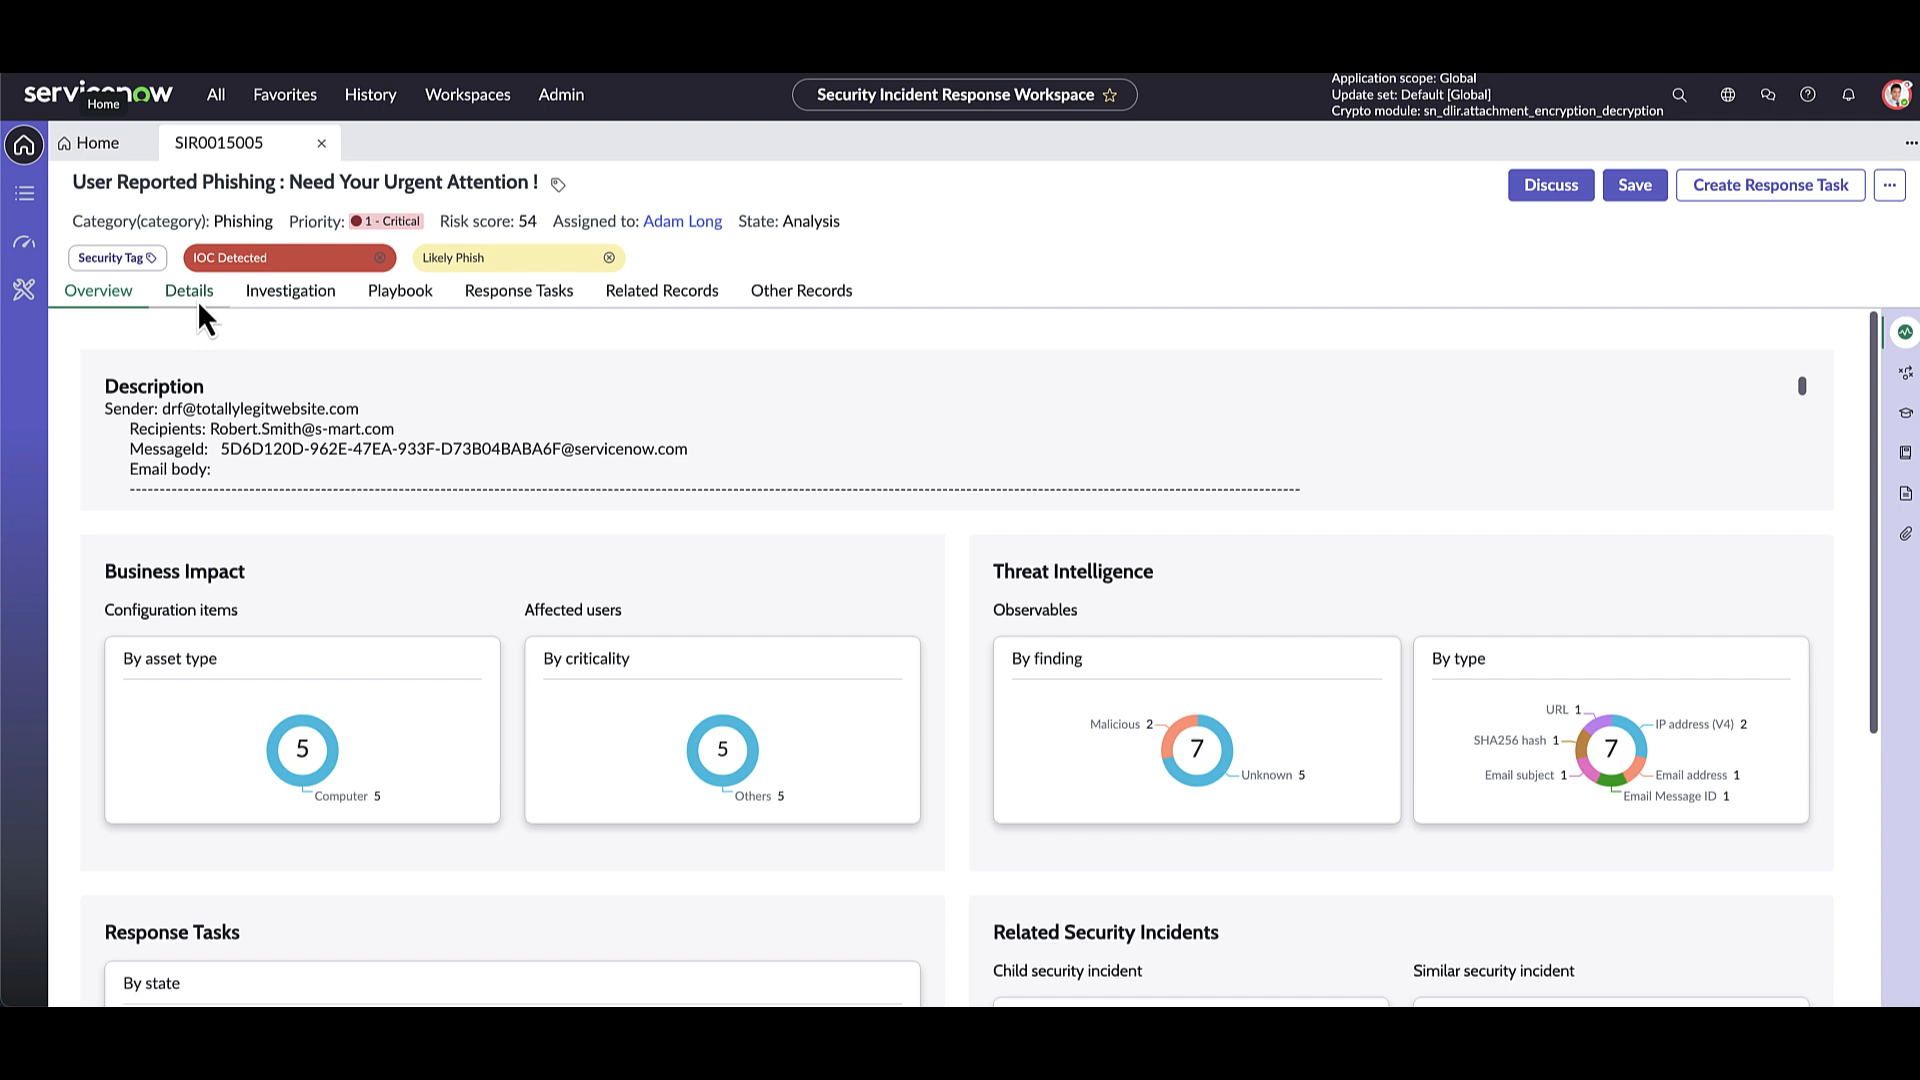 servicenow
Home
All
Favorites
History
Workspaces
Admin
Security Incident Response Workspace
Application scope: Global
Update set: Default [Global]
Crypto module: sn_dlir.attachment_encryption_decryption
Home
SIR0015005
User Reported Phishing : Need Your Urgent Attention !
Discuss
Save
Create Response Task
Category(category): Phishing Priority: 1 - Critical Risk score: 54 Assigned to: Adam Long State: Analysis
Security Tag
IOC Detected
Likely Phish
Overview
Details
Investigation
Playbook
Response Tasks
Related Records
Other Records
Description
Sender: drf@totallylegitwebsite.com
Recipients: Robert.Smith@s-mart.com
MessageId: 5D6D120D-962E-47EA-933F-D73B04BABA6F@servicenow.com
Email body:
Business Impact
Configuration items
Affected users
By asset type
5
Computer 5
By criticality
5
Others 5
Threat Intelligence
Observables
By finding
Malicious 2
7
Unknown 5
By type
URL 1
IP address (V4) 2
SHA256 hash 1
7
Email subject 1
Email address 1
Email Message ID 1
Response Tasks
By state
Related Security Incidents
Child security incident
Similar security incident